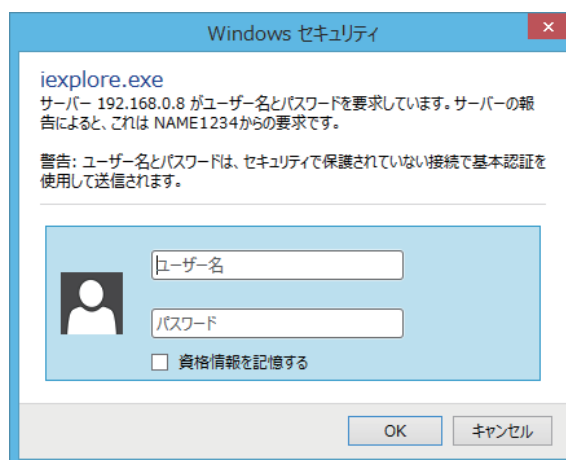 Windows セキュリティ
iexplore.exe
サーバー 192.168.0.8 がユーザー名とパスワードを要求しています。サーバーの報
告によると、これは NAME1234からの要求です。
警告: ユーザー名とパスワードは、セキュリティで保護されていない接続で基本認証を
使用して送信されます。
ユーザー名
パスワード
資格情報を記憶する
OK
キャンセル